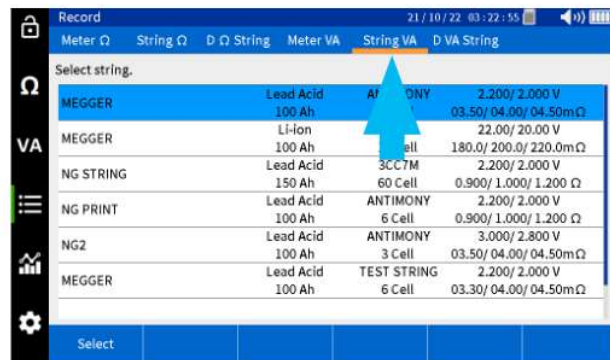 Record 21/10/22 03:22:55
Meter Ω String Ω D Ω String Meter VA String VA D VA String
Select string.
Ω
VA
MEGGER Lead Acid 2.200/ 2.000 V
100 Ah 03.50/ 04.00/ 04.50mΩ
MEGGER Li-ion 22.00/ 20.00 V
100 Ah 180.0/ 200.0/ 220.0mΩ
NG STRING Lead Acid 3CC7M 2.200/ 2.000 V
150 Ah 60 Cell 0.900/ 1.000/ 1.200 Ω
NG PRINT Lead Acid ANTIMONY 2.200/ 2.000 V
100 Ah 6 Cell 0.900/ 1.000/ 1.200 Ω
NG2 Lead Acid ANTIMONY 3.000/ 2.800 V
100 Ah 3 Cell 03.50/ 04.00/ 04.50mΩ
MEGGER Lead Acid TEST STRING 2.200/ 2.000 V
100 Ah 6 Cell 03.30/ 04.00/ 04.50mΩ
Select